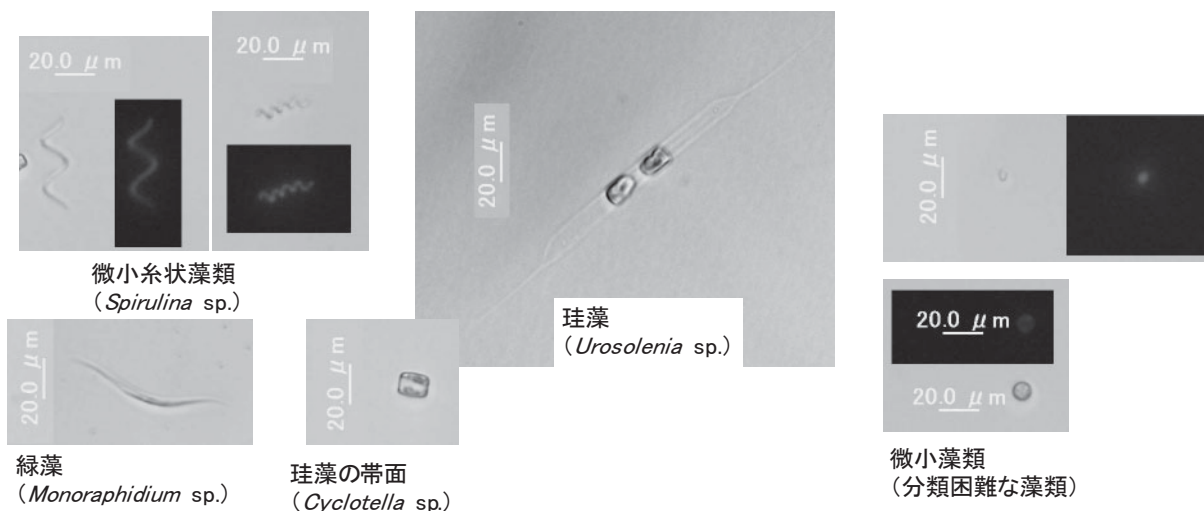 20.0 μm
20.0 μm
微小糸状藻類
（Spirulina sp.）
20.0 μm
珪藻
（Urosolenia sp.）
20.0 μm
20.0 μm
20.0 μm
微小藻類
（分類困難な藻類）
20.0 μm
緑藻
（Monoraphidium sp.）
20.0 μm
珪藻の帯面
（Cyclotella sp.）